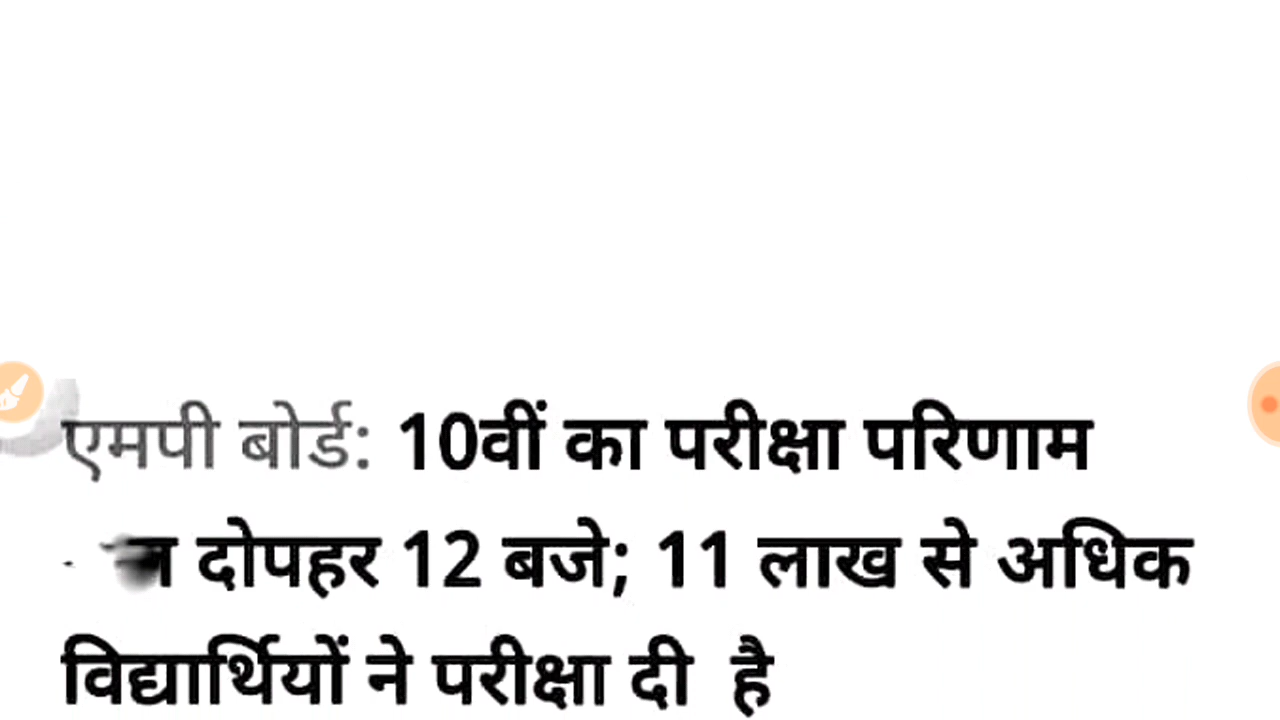 एमपी बोर्ड: 10वीं का परीक्षा परिणाम
दोपहर 12 बजे; 11 लाख से अधिक
विद्यार्थियों ने परीक्षा दी है